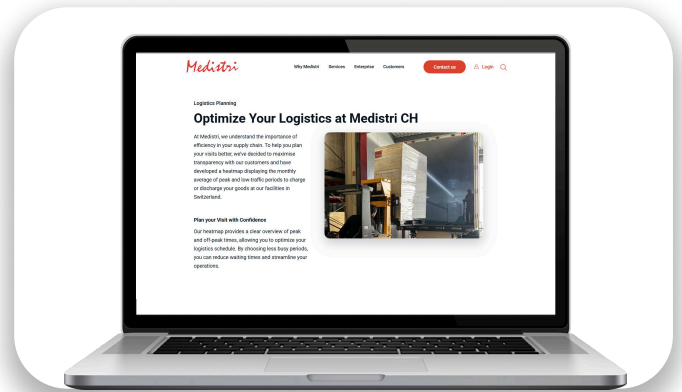 Medistri
Why Medistri Services Enterprise Customers Contact us Login
Logistics Planning
Optimize Your Logistics at Medistri CH
At Medistri, we understand the importance of
efficiency in your supply chain. To help you plan
your visits better, we've decided to maximise
transparency with our customers and have
developed a heatmap displaying the monthly
average of peak and low-traffic periods to charge
or discharge your goods at our facilities in
Switzerland.
Plan your Visit with Confidence
Our heatmap provides a clear overview of peak
and off-peak times, allowing you to optimize your
logistics schedule. By choosing less busy periods,
you can reduce waiting times and streamline your
operations.